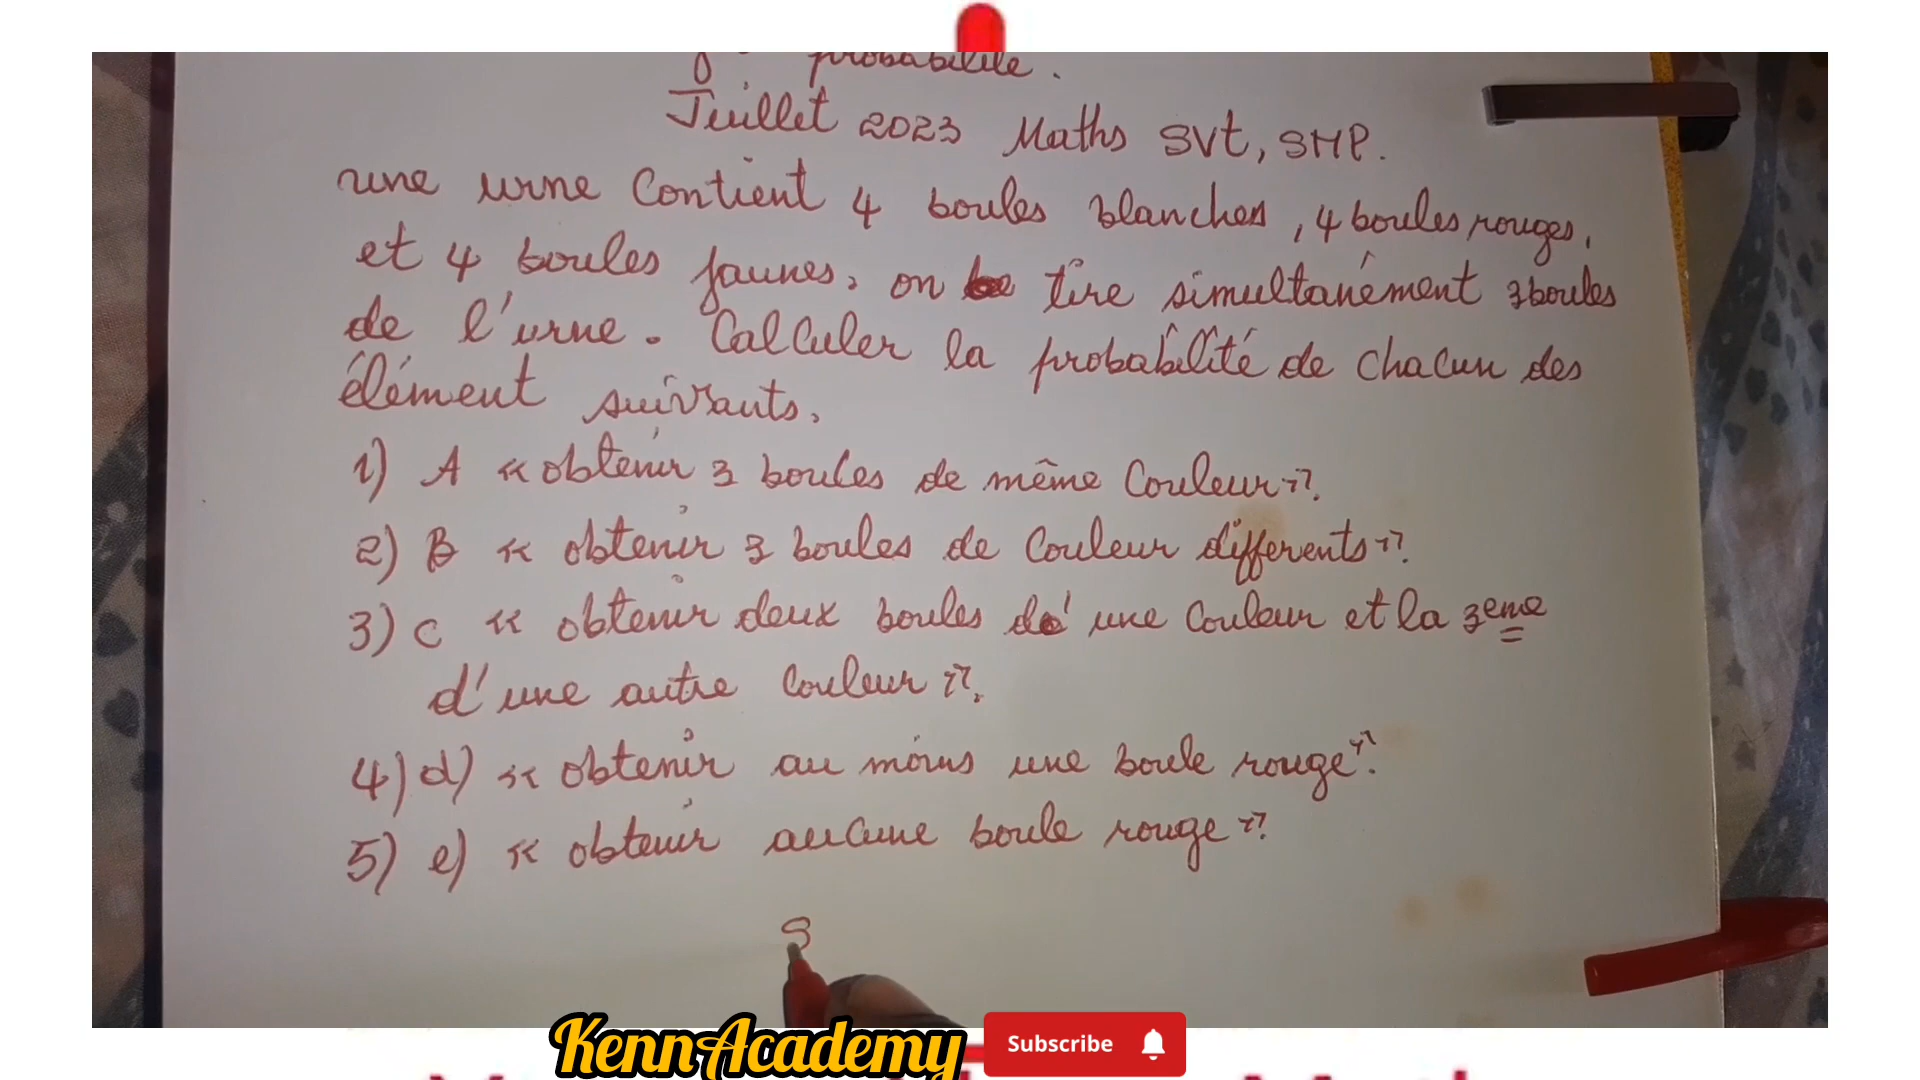 probabilité.
Juillet 2023 Maths SVt, SMP.
une urne Contient 4 boules blanches, 4 boules rouges,
et 4 boules jaunes, on tire simultanément 3 boules
de l'urne. Calculer la probabilité de chacun des
élément suivants.
1) A « obtenir 3 boules de même Couleur ».
2) B « obtenir 3 boules de Couleur differents ».
3) C « obtenir deux boules d' une Couleur et la 3eme
d'une autre Couleur ».
4) d) « obtenir au moins une boule rouge ».
5) e) « obtenir aucune boule rouge ».
S
KennAcademy Subscribe